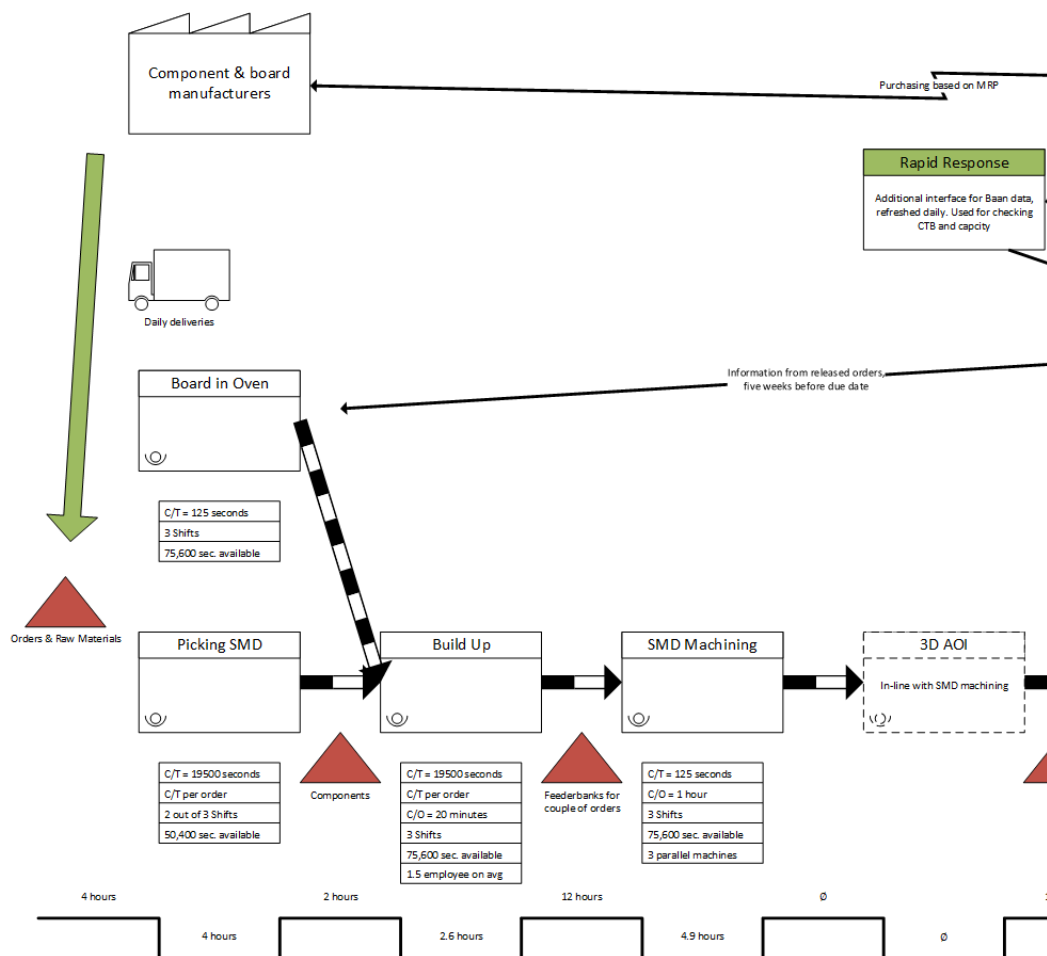 Component & board
manufacturers
Purchasing based on MRP
Rapid Response
Additional interface for Baan data,
refreshed daily. Used for checking
CTB and capcity
Daily deliveries
Board in Oven
Information from released orders,
five weeks before due date
C/T = 125 seconds
3 Shifts
75,600 sec. available
Orders & Raw Materials
Picking SMD
Build Up
SMD Machining
3D AOI
In-line with SMD machining
C/T = 19500 seconds
C/T per order
2 out of 3 Shifts
50,400 sec. available
Components
C/T = 19500 seconds
C/T per order
C/O = 20 minutes
3 Shifts
75,600 sec. available
1.5 employee on avg
Feederbanks for
couple of orders
C/T = 125 seconds
C/O = 1 hour
3 Shifts
75,600 sec. available
3 parallel machines
4 hours
2 hours
12 hours
Ø
4 hours
2.6 hours
4.9 hours
Ø